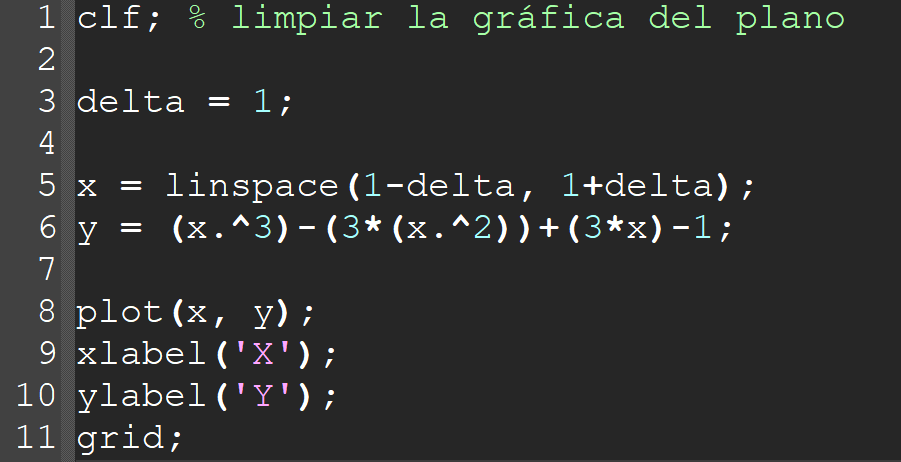 1 clf; % limpiar la gráfica del plano
2
3 delta = 1;
4
5 x = linspace(1-delta, 1+delta);
6 y = (x.^3)-(3*(x.^2))+(3*x)-1;
7
8 plot(x, y);
9 xlabel('X');
10 ylabel('Y');
11 grid;